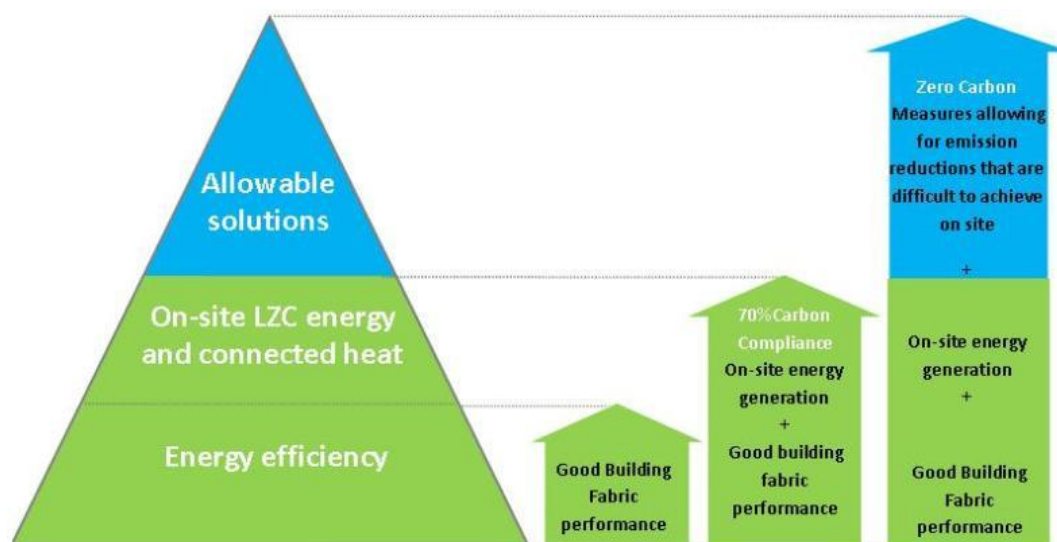 Allowable
solutions
On-site LZC energy
and connected heat
Energy efficiency
Good Building
Fabric
performance
70%Carbon
Compliance
On-site energy
generation
+
Good building
fabric
performance
Zero Carbon
Measures allowing
for emission
reductions that are
difficult to achieve
on site
+
On-site energy
generation
+
Good Building
Fabric
performance